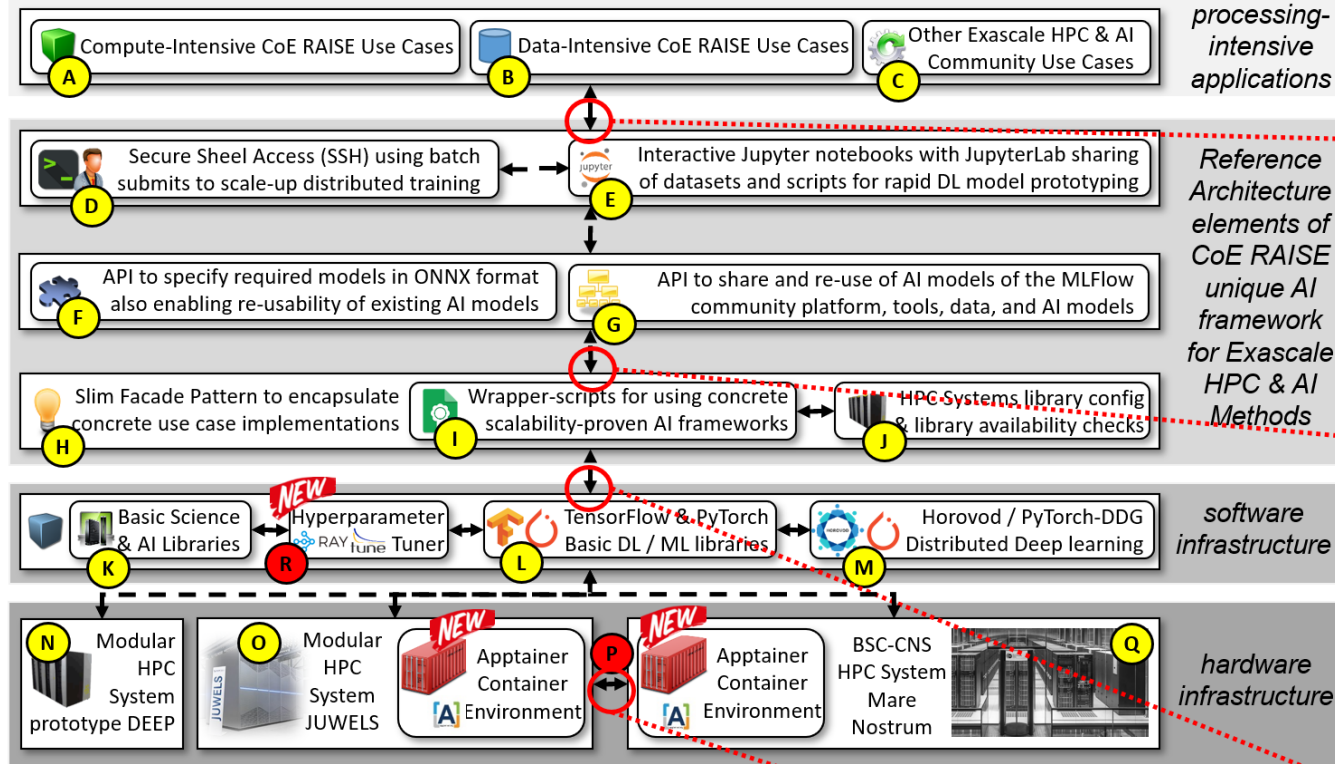 processing-
intensive
applications
Compute-Intensive CoE RAISE Use Cases
A
Data-Intensive CoE RAISE Use Cases
B
Other Exascale HPC & AI
Community Use Cases
C
Secure Sheel Access (SSH) using batch
submits to scale-up distributed training
D
jupyter
Interactive Jupyter notebooks with JupyterLab sharing
of datasets and scripts for rapid DL model prototyping
E
Reference
Architecture
elements of
CoE RAISE
unique AI
framework
for Exascale
HPC & AI
Methods
API to specify required models in ONNX format
also enabling re-usability of existing AI models
F
API to share and re-use of AI models of the MLFlow
community platform, tools, data, and AI models
G
Slim Facade Pattern to encapsulate
concrete use case implementations
H
Wrapper-scripts for using concrete
scalability-proven AI frameworks
I
HPC Systems library config
& library availability checks
J
software
infrastructure
Basic Science
& AI Libraries
K
NEW
Hyperparameter
RAY Tune Tuner
R
TensorFlow & PyTorch
Basic DL / ML libraries
L
HOROVOD
Horovod / PyTorch-DDG
Distributed Deep learning
M
hardware
infrastructure
N
Modular
HPC
System
prototype DEEP
JUWELS
O
Modular
HPC
System
JUWELS
NEW
Apptainer
Container
[A] Environment
P
NEW
Apptainer
Container
[A] Environment
BSC-CNS
HPC System
Mare
Nostrum
Q